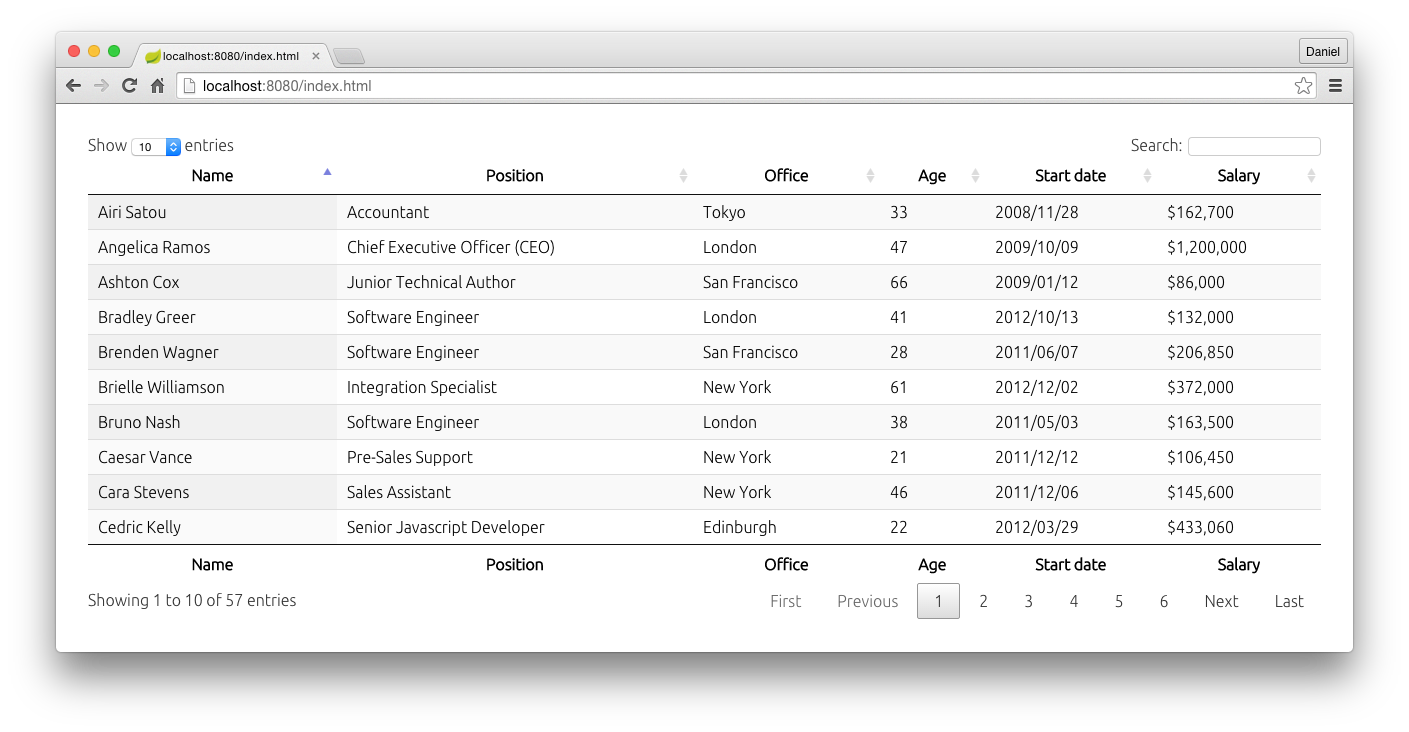 localhost:8080/index.html
Daniel
localhost:8080/index.html
Show 10 entries Search:
Name Position Office Age Start date Salary
Airi Satou Accountant Tokyo 33 2008/11/28 $162,700
Angelica Ramos Chief Executive Officer (CEO) London 47 2009/10/09 $1,200,000
Ashton Cox Junior Technical Author San Francisco 66 2009/01/12 $86,000
Bradley Greer Software Engineer London 41 2012/10/13 $132,000
Brenden Wagner Software Engineer San Francisco 28 2011/06/07 $206,850
Brielle Williamson Integration Specialist New York 61 2012/12/02 $372,000
Bruno Nash Software Engineer London 38 2011/05/03 $163,500
Caesar Vance Pre-Sales Support New York 21 2011/12/12 $106,450
Cara Stevens Sales Assistant New York 46 2011/12/06 $145,600
Cedric Kelly Senior Javascript Developer Edinburgh 22 2012/03/29 $433,060
Name Position Office Age Start date Salary
Showing 1 to 10 of 57 entries First Previous 1 2 3 4 5 6 Next Last